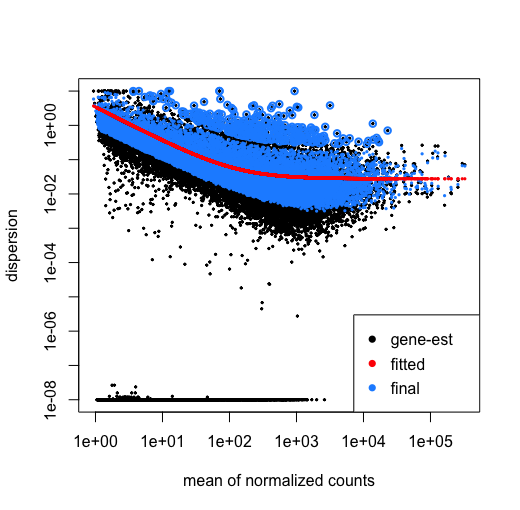 dispersion
1e+00
1e-02
1e-04
1e-06
1e-08
gene-est
fitted
final
1e+00 1e+01 1e+02 1e+03 1e+04 1e+05
mean of normalized counts